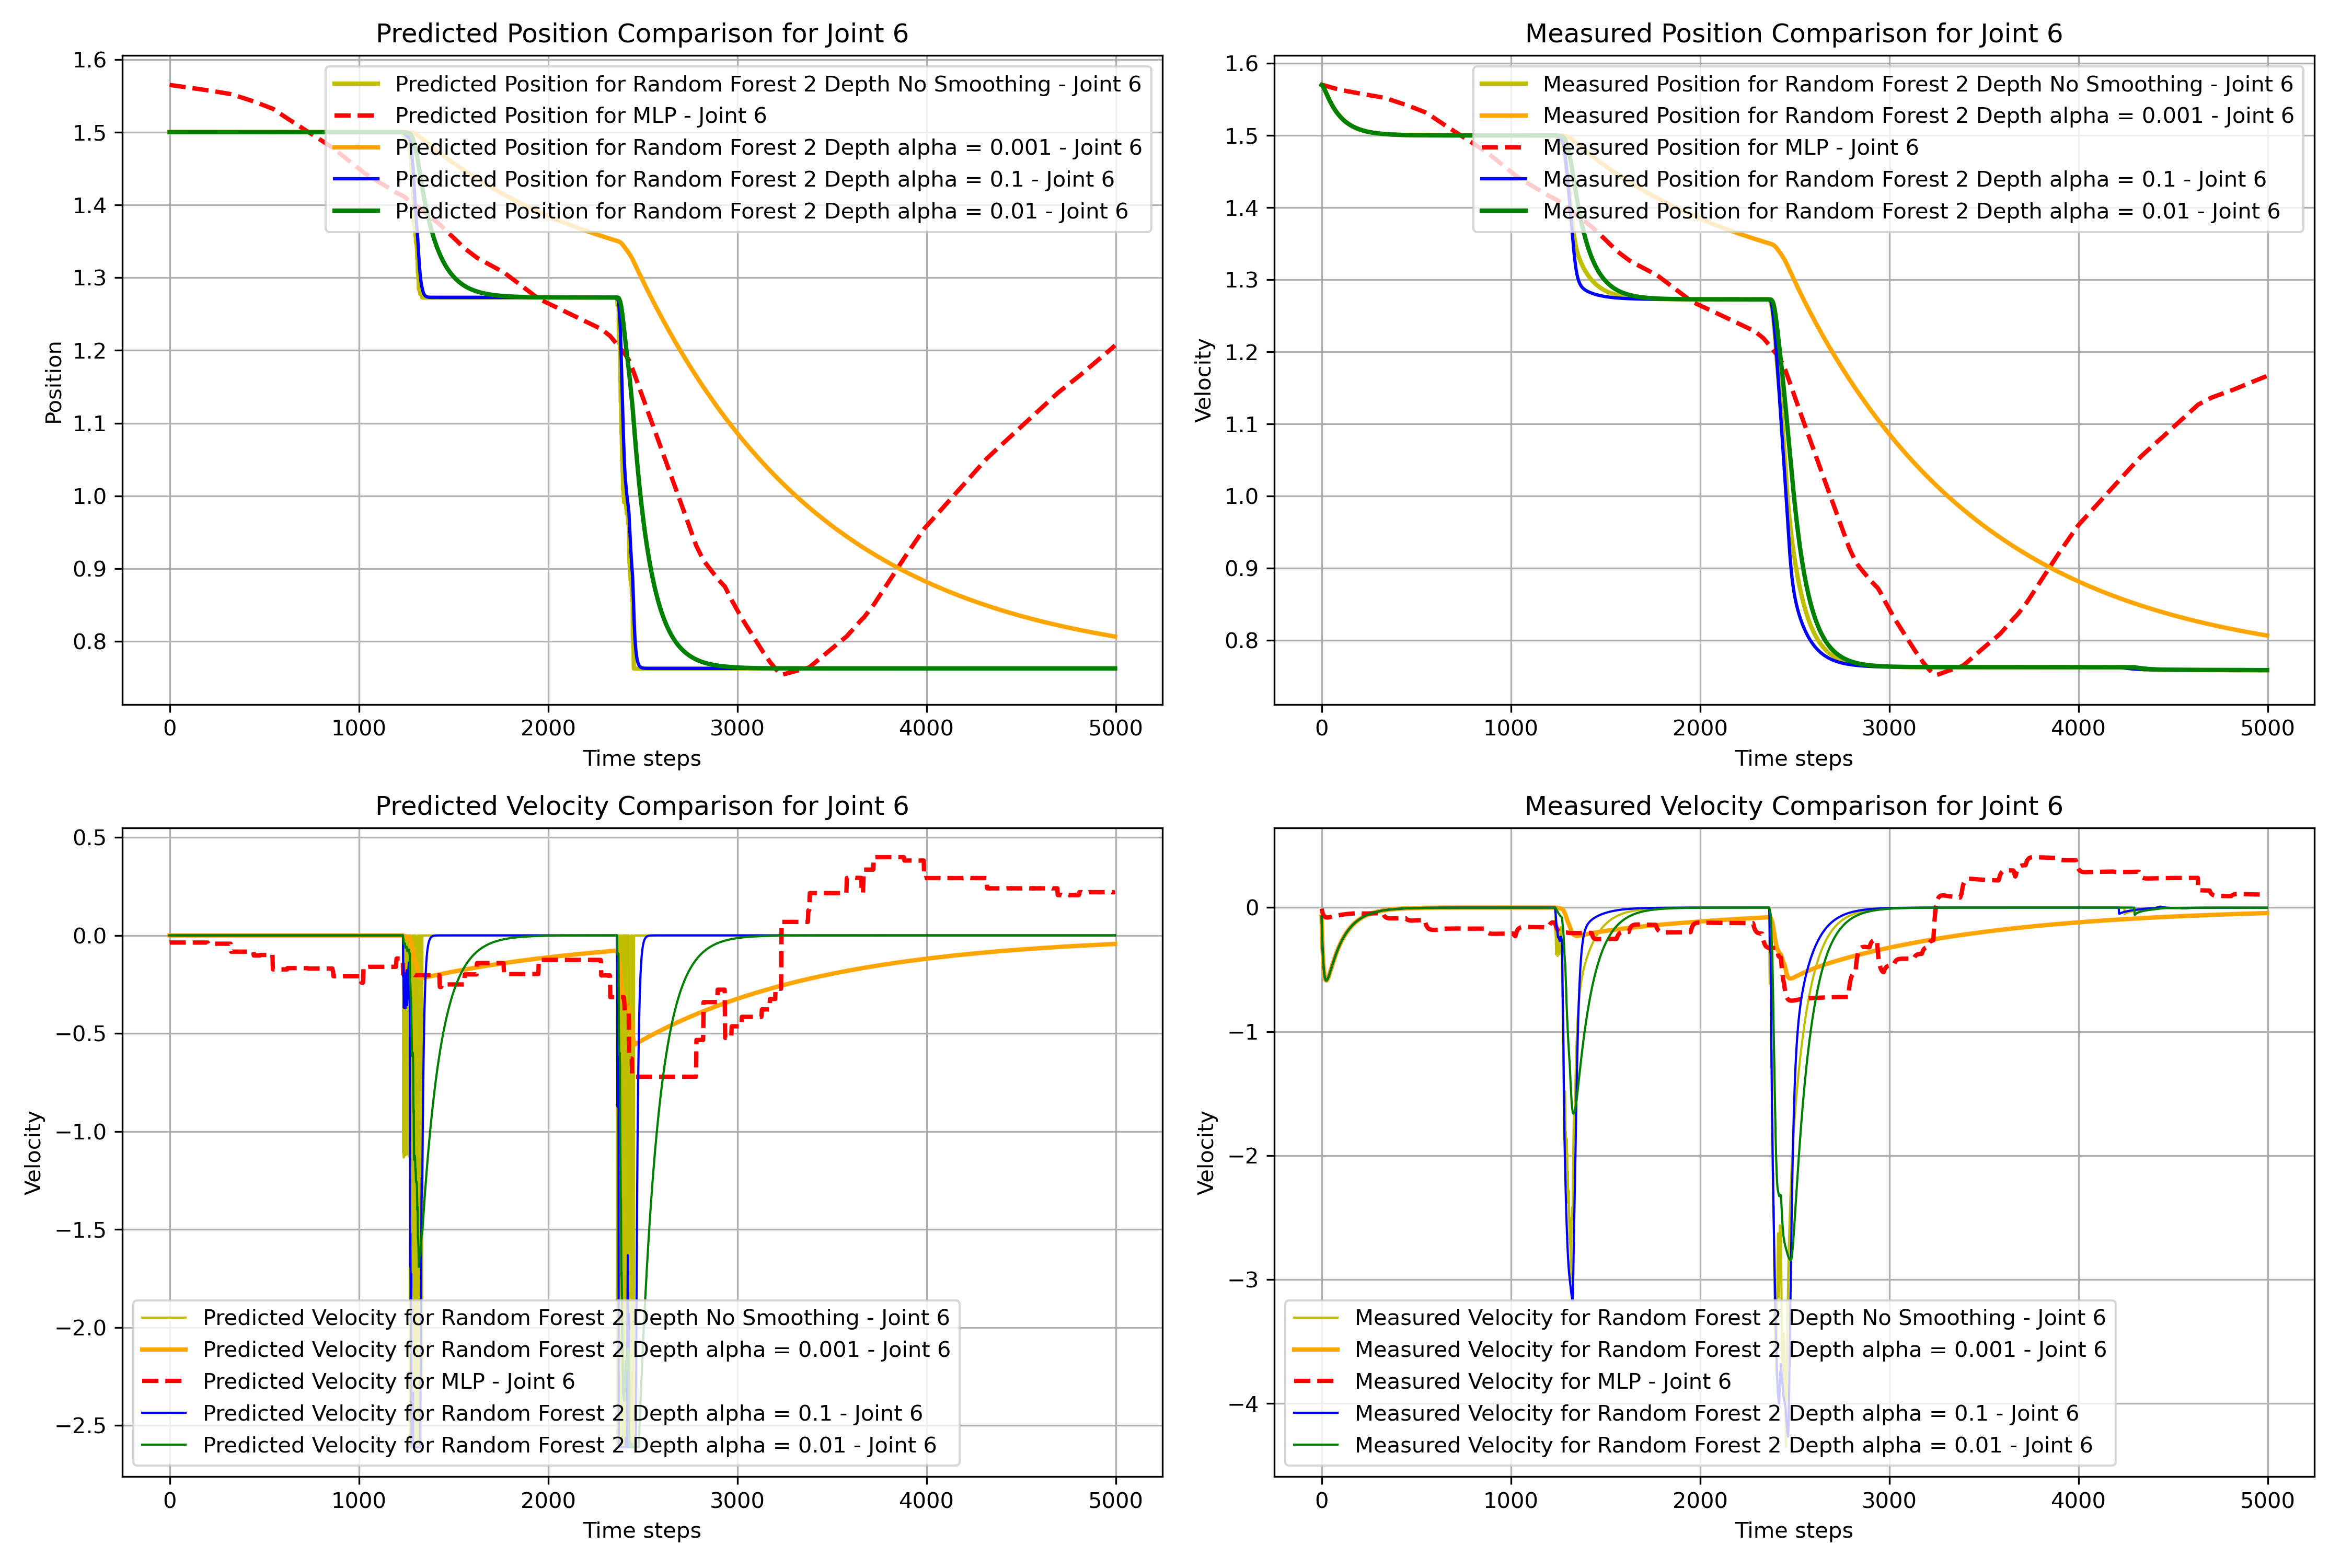 Predicted Position Comparison for Joint 6
1.6
1.5
1.4
1.3
1.2
1.1
1.0
0.9
0.8
Position
Predicted Position for Random Forest 2 Depth No Smoothing - Joint 6
Predicted Position for MLP - Joint 6
Predicted Position for Random Forest 2 Depth alpha = 0.001 - Joint 6
Predicted Position for Random Forest 2 Depth alpha = 0.1 - Joint 6
Predicted Position for Random Forest 2 Depth alpha = 0.01 - Joint 6
0 1000 2000 3000 4000 5000
Time steps
Measured Position Comparison for Joint 6
1.6
1.5
1.4
1.3
1.2
1.1
1.0
0.9
0.8
Velocity
Measured Position for Random Forest 2 Depth No Smoothing - Joint 6
Measured Position for Random Forest 2 Depth alpha = 0.001 - Joint 6
Measured Position for MLP - Joint 6
Measured Position for Random Forest 2 Depth alpha = 0.1 - Joint 6
Measured Position for Random Forest 2 Depth alpha = 0.01 - Joint 6
0 1000 2000 3000 4000 5000
Time steps
Predicted Velocity Comparison for Joint 6
0.5
0.0
−0.5
−1.0
−1.5
−2.0
−2.5
Velocity
Predicted Velocity for Random Forest 2 Depth No Smoothing - Joint 6
Predicted Velocity for Random Forest 2 Depth alpha = 0.001 - Joint 6
Predicted Velocity for MLP - Joint 6
Predicted Velocity for Random Forest 2 Depth alpha = 0.1 - Joint 6
Predicted Velocity for Random Forest 2 Depth alpha = 0.01 - Joint 6
0 1000 2000 3000 4000 5000
Time steps
Measured Velocity Comparison for Joint 6
0
−1
−2
−3
−4
Velocity
Measured Velocity for Random Forest 2 Depth No Smoothing - Joint 6
Measured Velocity for Random Forest 2 Depth alpha = 0.001 - Joint 6
Measured Velocity for MLP - Joint 6
Measured Velocity for Random Forest 2 Depth alpha = 0.1 - Joint 6
Measured Velocity for Random Forest 2 Depth alpha = 0.01 - Joint 6
0 1000 2000 3000 4000 5000
Time steps